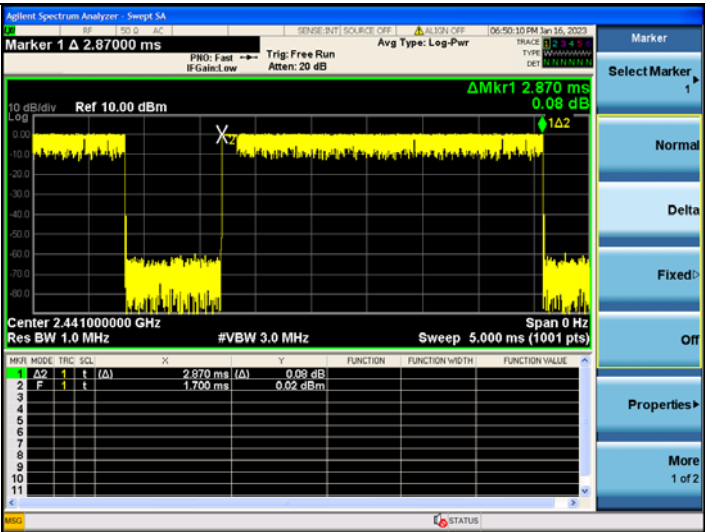 Agilent Spectrum Analyzer - Swept SA
RF 50 Ω AC SENSE:INT SOURCE OFF ALIGN OFF 06:50:10 PM Jan 16, 2023
Marker 1 Δ 2.87000 ms
PNO: Fast
IFGain:Low
Trig: Free Run
Atten: 20 dB
Avg Type: Log-Pwr
TRACE 1 2 3 4 5 6
TYPE
DET N N N N N N
ΔMkr1 2.870 ms
0.08 dB
10 dB/div Ref 10.00 dBm
Log
1Δ2
0.00
-10.0
-20.0
-30.0
-40.0
-50.0
-60.0
-70.0
-80.0
Center 2.441000000 GHz Span 0 Hz
Res BW 1.0 MHz #VBW 3.0 MHz Sweep 5.000 ms (1001 pts)
MKR MODE TRC SCL X Y FUNCTION FUNCTION WIDTH FUNCTION VALUE
1 Δ2 1 t (Δ) 2.870 ms (Δ) 0.08 dB
2 F 1 t 1.700 ms 0.02 dBm
3
4
5
6
7
8
9
10
11
MSG STATUS
Marker
Select Marker
1
Normal
Delta
Fixed
Off
Properties
More
1 of 2